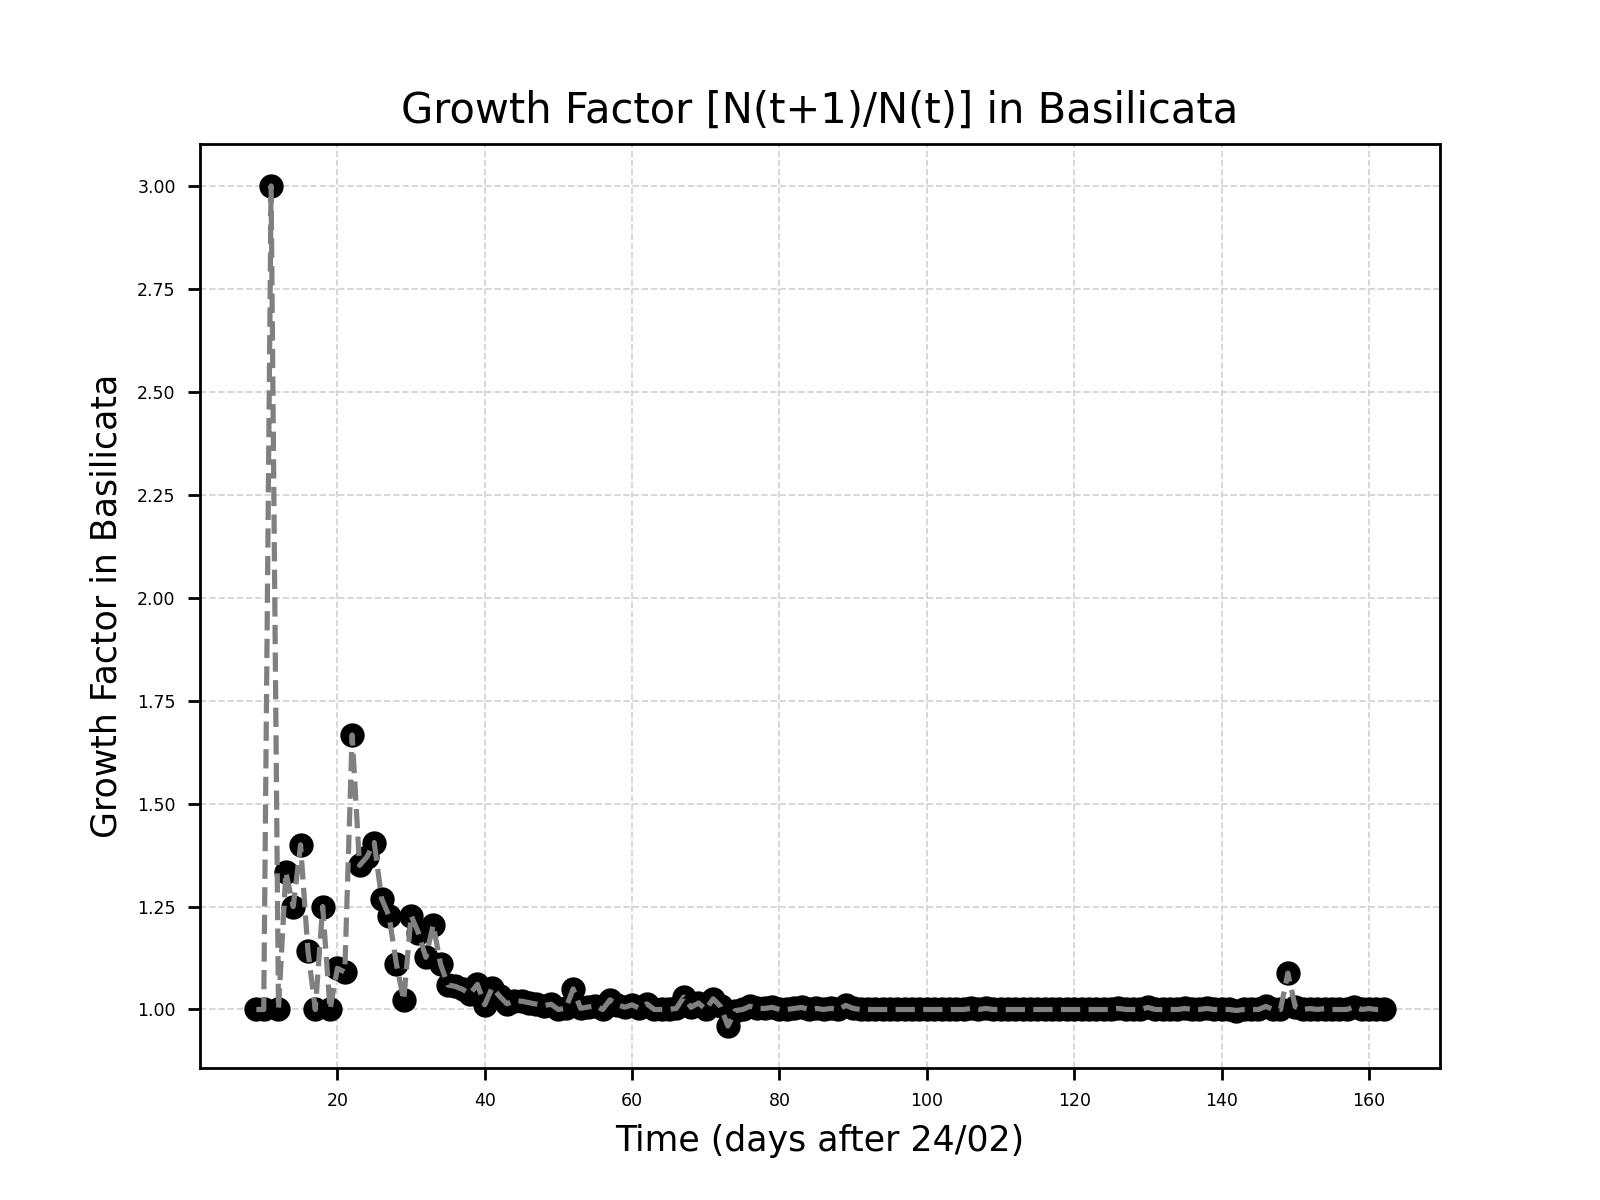 Growth Factor [N(t+1)/N(t)] in Basilicata
Growth Factor in Basilicata
3.00
2.75
2.50
2.25
2.00
1.75
1.50
1.25
1.00
20 40 60 80 100 120 140 160
Time (days after 24/02)